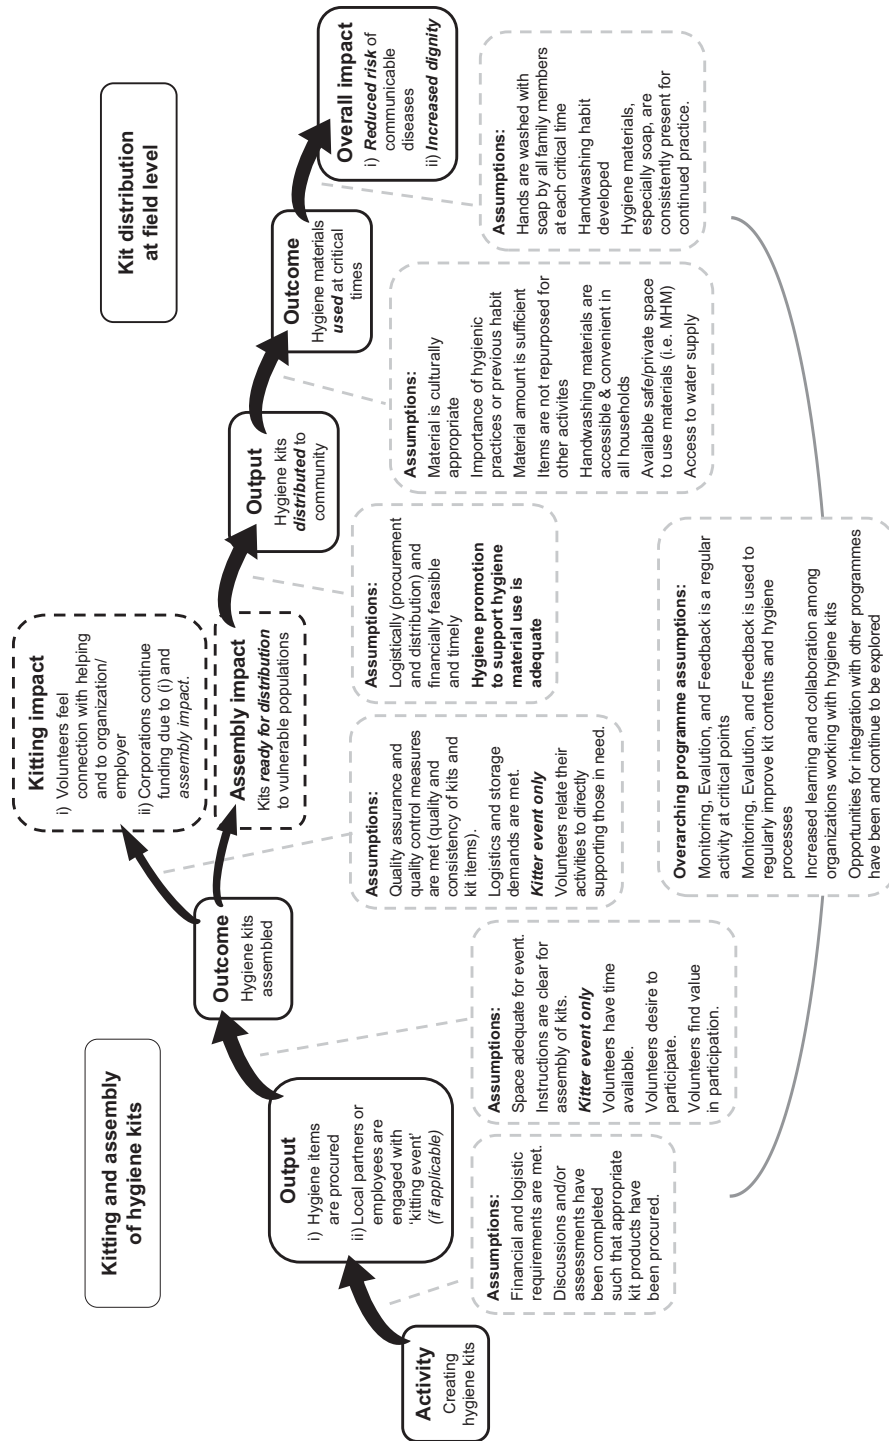 Kitting and assembly
of hygiene kits
Kit distribution
at field level
Activity
Creating
hygiene kits
Output
i) Hygiene items
are procured
ii) Local partners or
employees are
engaged with
‘kitting event’
(if applicable)
Outcome
Hygiene kits
assembled
Kitting impact
i) Volunteers feel
connection with helping
and to organization/
employer
ii) Corporations continue
funding due to (i) and
assembly impact.
Assembly impact
Kits ready for distribution
to vulnerable populations
Output
Hygiene kits
distributed to
community
Outcome
Hygiene materials
used at critical
times
Overall impact
i) Reduced risk of
communicable
diseases
ii) Increased dignity
Assumptions:
Financial and logistic
requirements are met.
Discussions and/or
assessments have
been completed
such that appropriate
kit products have
been procured.
Assumptions:
Space adequate for event.
Instructions are clear for
assembly of kits.
Kitter event only
Volunteers have time
available.
Volunteers desire to
participate.
Volunteers find value
in participation.
Assumptions:
Quality assurance and
quality control measures
are met (quality and
consistency of kits and
kit items).
Logistics and storage
demands are met.
Kitter event only
Volunteers relate their
activities to directly
supporting those in need.
Assumptions:
Logistically (procurement
and distribution) and
financially feasible
and timely
Hygiene promotion
to support hygiene
material use is
adequate
Assumptions:
Material is culturally
appropriate
Importance of hygienic
practices or previous habit
Material amount is sufficient
Items are not repurposed for
other activites
Handwashing materials are
accessible & convenient in
all households
Available safe/private space
to use materials (i.e. MHM)
Access to water supply
Assumptions:
Hands are washed with
soap by all family members
at each critical time
Handwashing habit
developed
Hygiene materials,
especially soap, are
consistently present for
continued practice.
Overarching programme assumptions:
Monitoring, Evalution, and Feedback is a regular
activity at critical points
Monitoring, Evalution, and Feedback is used to
regularly improve kit contents and hygiene
processes
Increased learning and collaboration among
organizations working with hygiene kits
Opportunities for integration with other programmes
have been and continue to be explored